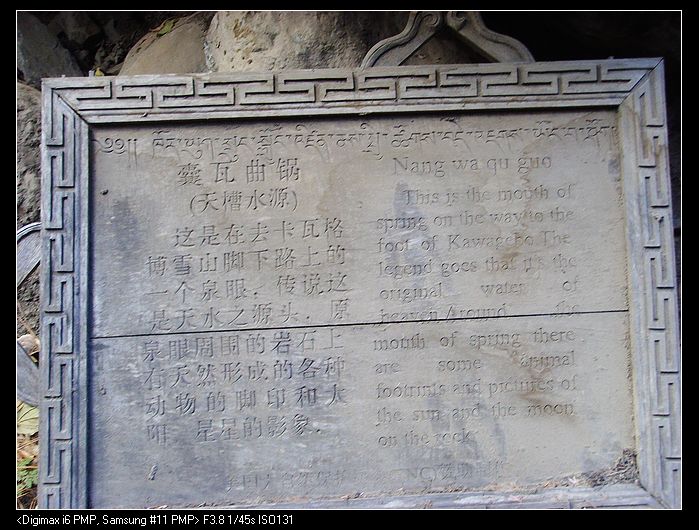 囊瓦曲锅
(天槽水源)
这是在去卡瓦格
博雪山脚下路上的
一个泉眼，传说这
是天水之源头，原
泉眼周围的岩石上
有天然形成的各种
动物的脚印和太
阳 星星的影象.
Nang wa qu guo
This is the mouth of
spring on the way to the
foot of Kawagebo The
legend goes that it's the
original water of
heaven Around the
mouth of spring there
are some animal
footrints and pictures of
the sun and the moon
on the rock
<Digimax i6 PMP, Samsung #11 PMP> F3.8 1/45s ISO131